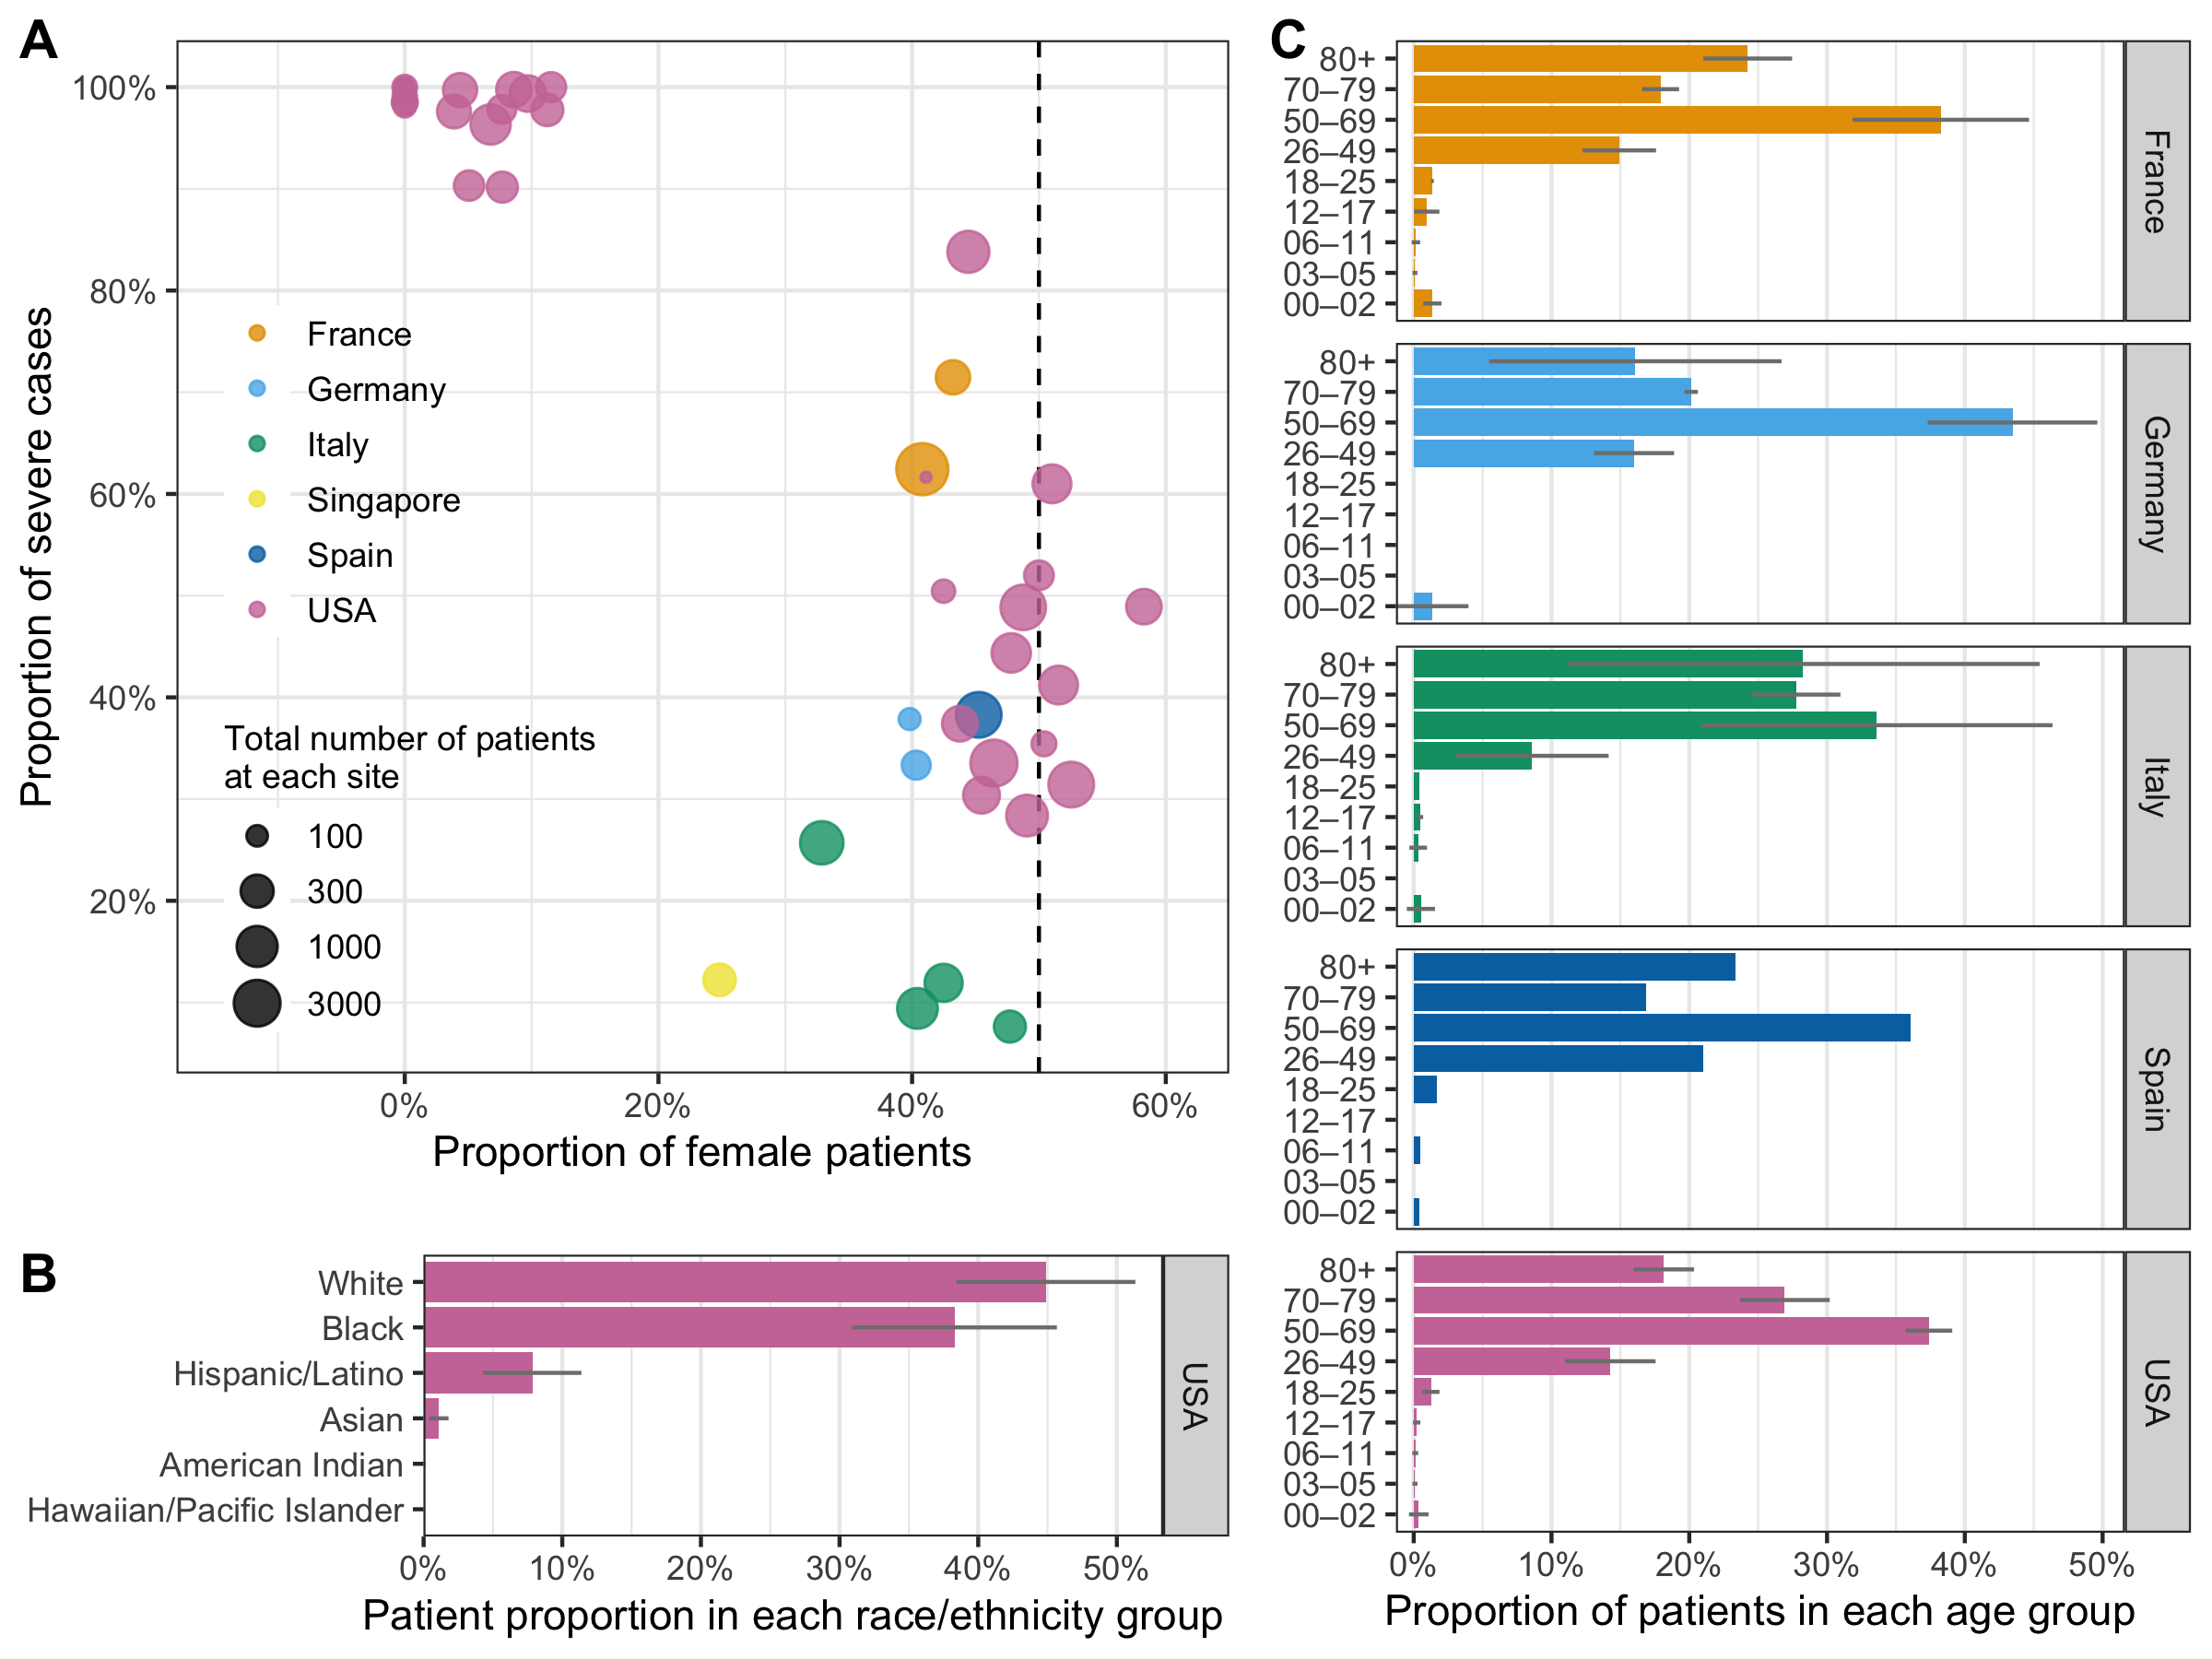 A
100%
80%
60%
40%
20%
Proportion of severe cases
France
Germany
Italy
Singapore
Spain
USA
Total number of patients
at each site
100
300
1000
3000
0%
20%
40%
60%
Proportion of female patients
B
White
Black
Hispanic/Latino
Asian
American Indian
Hawaiian/Pacific Islander
USA
0%
10%
20%
30%
40%
50%
Patient proportion in each race/ethnicity group
C
80+
70–79
50–69
26–49
18–25
12–17
06–11
03–05
00–02
France
80+
70–79
50–69
26–49
18–25
12–17
06–11
03–05
00–02
Germany
80+
70–79
50–69
26–49
18–25
12–17
06–11
03–05
00–02
Italy
80+
70–79
50–69
26–49
18–25
12–17
06–11
03–05
00–02
Spain
80+
70–79
50–69
26–49
18–25
12–17
06–11
03–05
00–02
USA
0%
10%
20%
30%
40%
50%
Proportion of patients in each age group